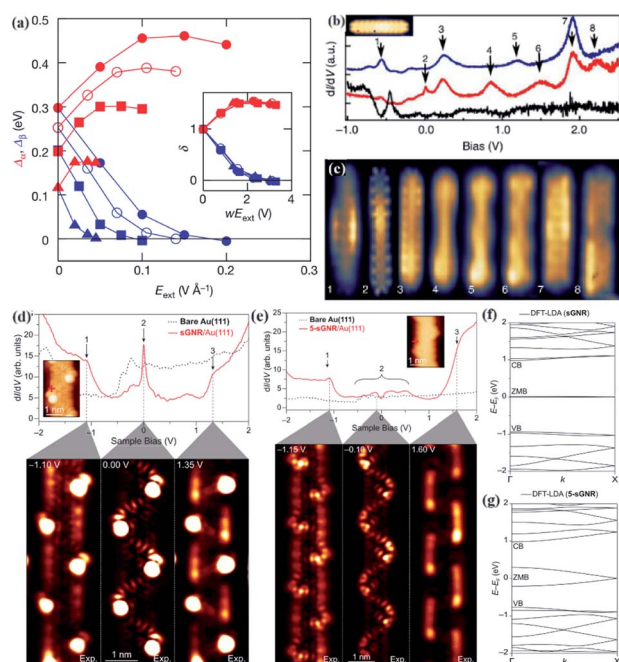 (a)
Δα, Δβ (eV)
0.5
0.4
0.3
0.2
0.1
0
0
0.1
0.2
0.3
Eext (V Å⁻¹)
δ
1
0
0
1
2
3
4
wEext (V)
(b)
dI/dV (a.u.)
1
2
3
4
5
6
7
8
-1.0
0.0
1.0
2.0
Bias (V)
(c)
1
2
3
4
5
6
7
8
(d)
dI/dV (arb. units)
Bare Au(111)
sGNR/Au(111)
1
2
3
1 nm
−2
−1
0
1
2
Sample Bias (V)
−1.10 V
0.00 V
1.35 V
Exp.
1 nm
Exp.
Exp.
(e)
dI/dV (arb. units)
Bare Au(111)
5-sGNR/Au(111)
1
2
3
1 nm
−2
−1
0
1
2
Sample Bias (V)
−1.15 V
1.60 V
Exp.
1 nm
Exp.
Exp.
(f)
DFT-LDA (sGNR)
E–EF (eV)
2
1
0
−1
−2
CB
ZMB
VB
Γ
k
X
(g)
DFT-LDA (5-sGNR)
E–EF (eV)
2
1
0
−1
−2
CB
ZMB
VB
Γ
k
X